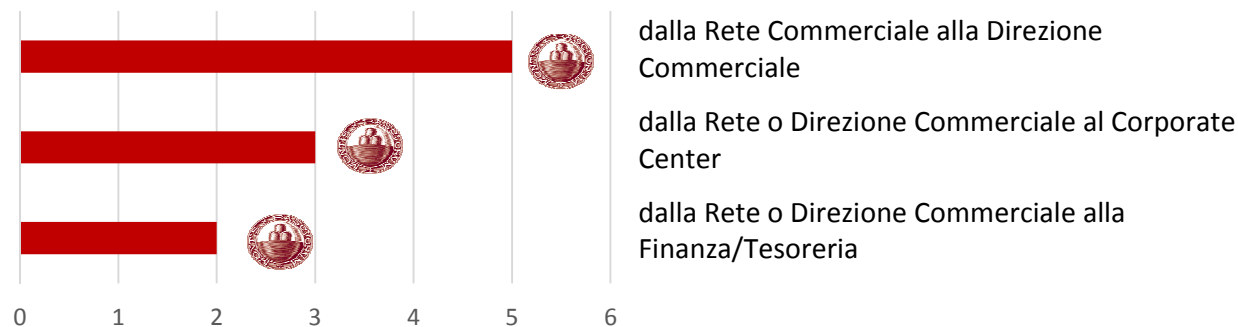 dalla Rete Commerciale alla Direzione
Commerciale
dalla Rete o Direzione Commerciale al Corporate
Center
dalla Rete o Direzione Commerciale alla
Finanza/Tesoreria
0 1 2 3 4 5 6